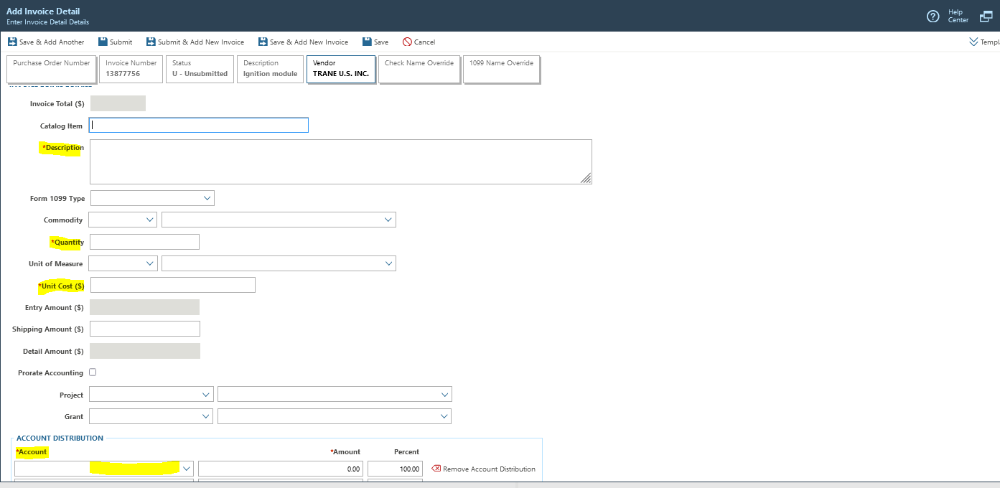 Add Invoice Detail
Enter Invoice Detail Details
Help Center
Save & Add Another Submit Submit & Add New Invoice Save & Add New Invoice Save Cancel
Purchase Order Number
Invoice Number
13877756
Status
U - Unsubmitted
Description
Ignition module
Vendor
TRANE U.S. INC.
Check Name Override
1099 Name Override
Invoice Total ($)
Catalog Item
*Description
Form 1099 Type
Commodity
*Quantity
Unit of Measure
*Unit Cost ($)
Entry Amount ($)
Shipping Amount ($)
Detail Amount ($)
Prorate Accounting
Project
Grant
ACCOUNT DISTRIBUTION
*Account *Amount Percent
0.00 100.00 Remove Account Distribution